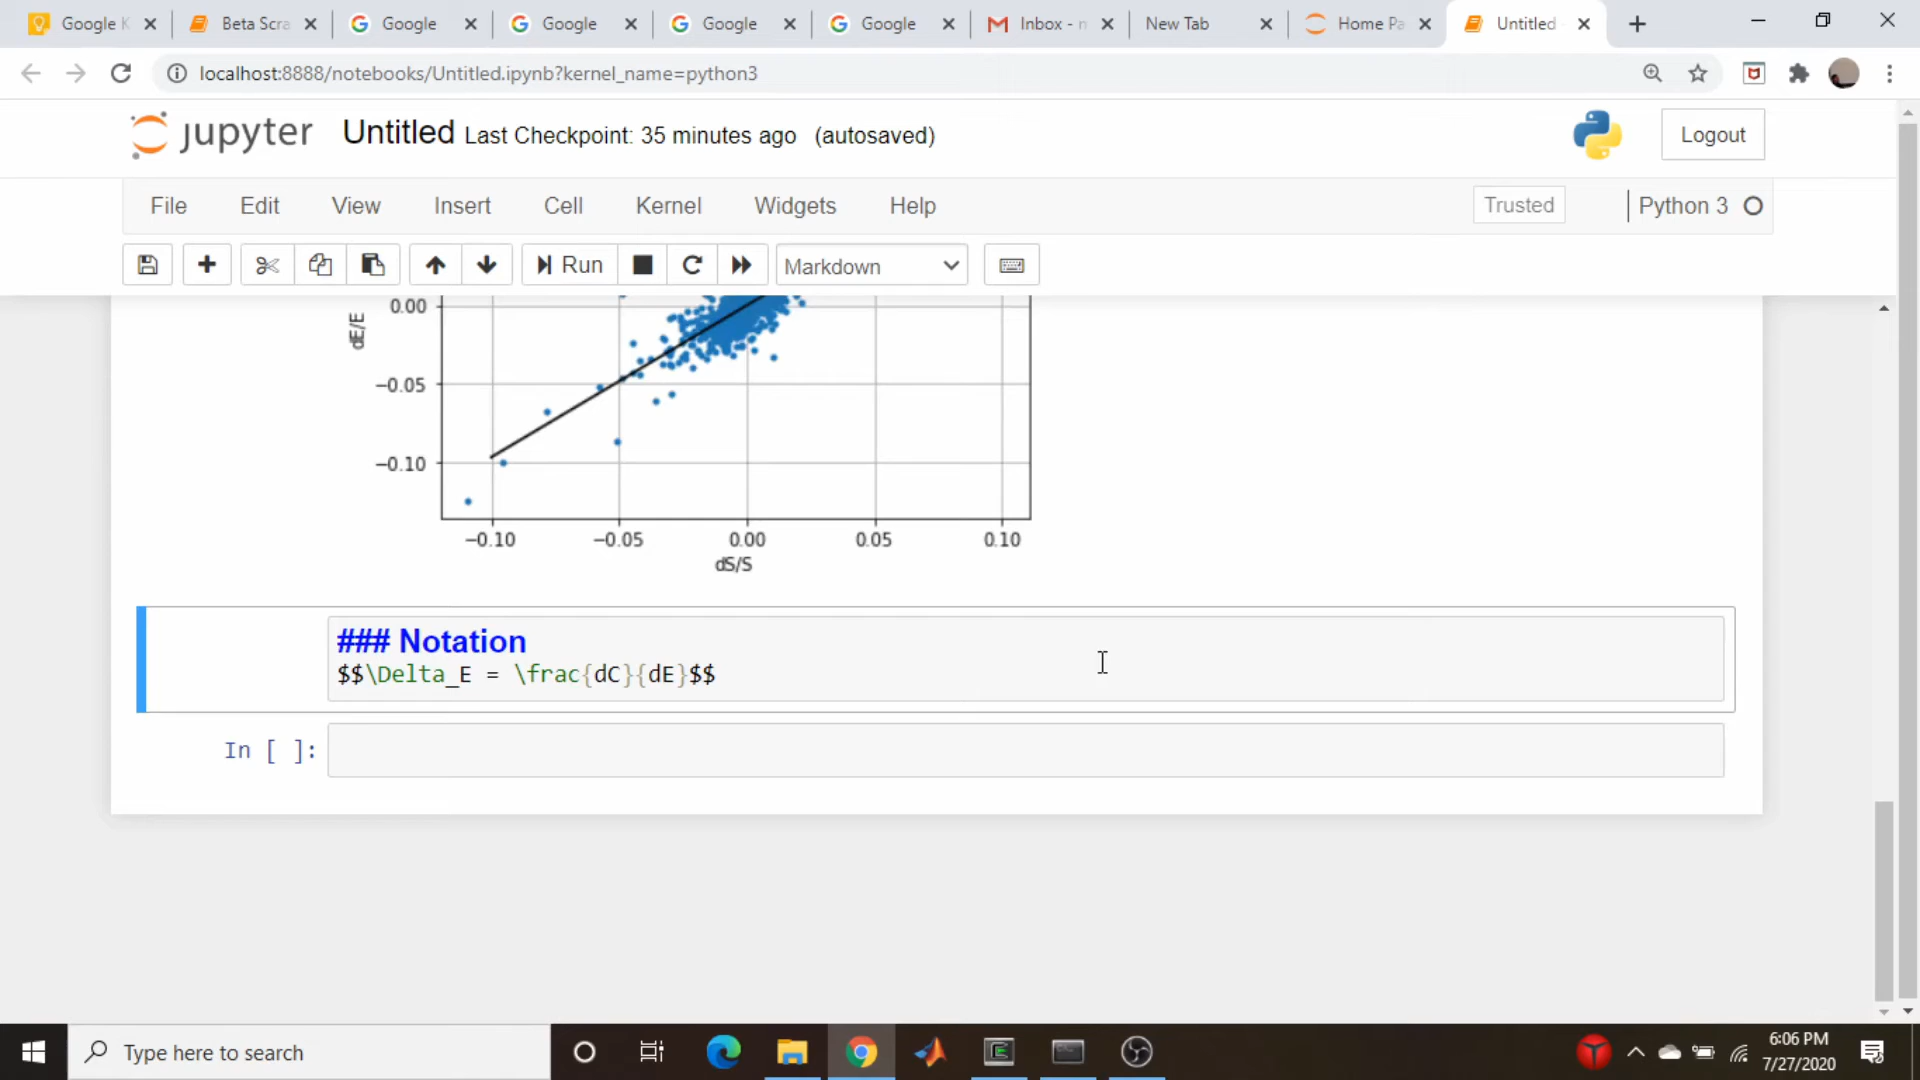 Google K
Beta Scra
Google
Google
Google
Google
Inbox - n
New Tab
Home Pa
Untitled
localhost:8888/notebooks/Untitled.ipynb?kernel_name=python3
jupyter Untitled Last Checkpoint: 35 minutes ago (autosaved)
Logout
File Edit View Insert Cell Kernel Widgets Help
Trusted
Python 3
Run
Markdown
0.00
dE/E
−0.05
−0.10
−0.10 −0.05 0.00 0.05 0.10
dS/S
### Notation
$$\Delta_E = \frac{dC}{dE}$$
In [ ]:
Type here to search
6:06 PM
7/27/2020